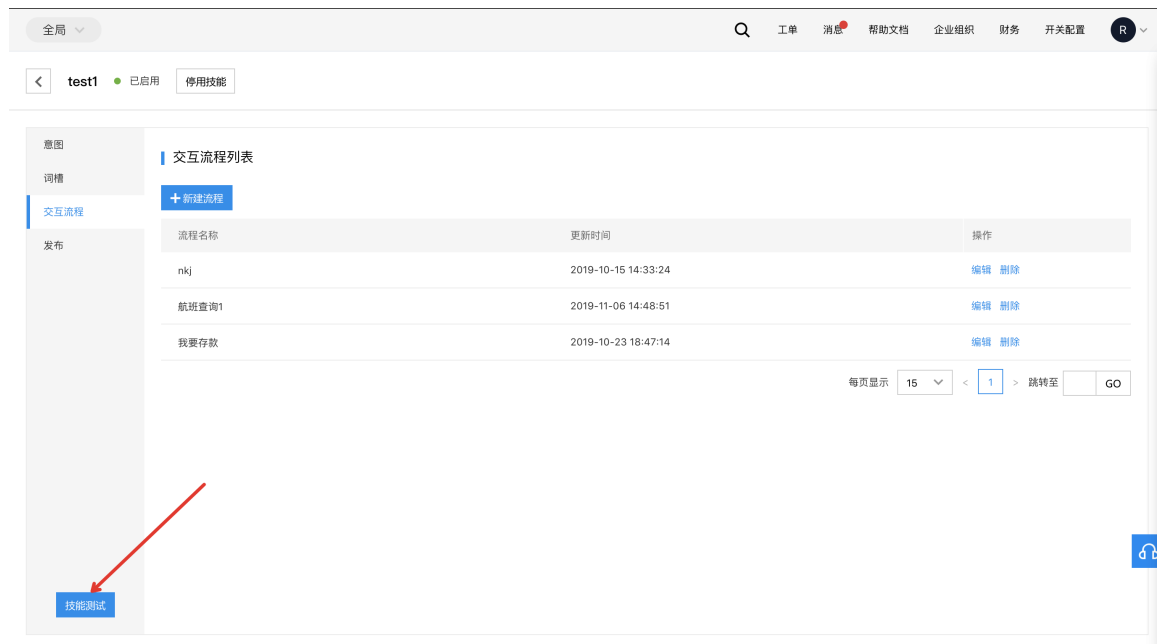 全局
工单 消息 帮助文档 企业组织 财务 开关配置 R
test1 已启用 停用技能
意图
词槽
交互流程
发布
交互流程列表
新建流程
流程名称 更新时间 操作
nkj 2019-10-15 14:33:24 编辑 删除
航班查询1 2019-11-06 14:48:51 编辑 删除
我要存款 2019-10-23 18:47:14 编辑 删除
每页显示 15 < 1 > 跳转至 GO
技能测试